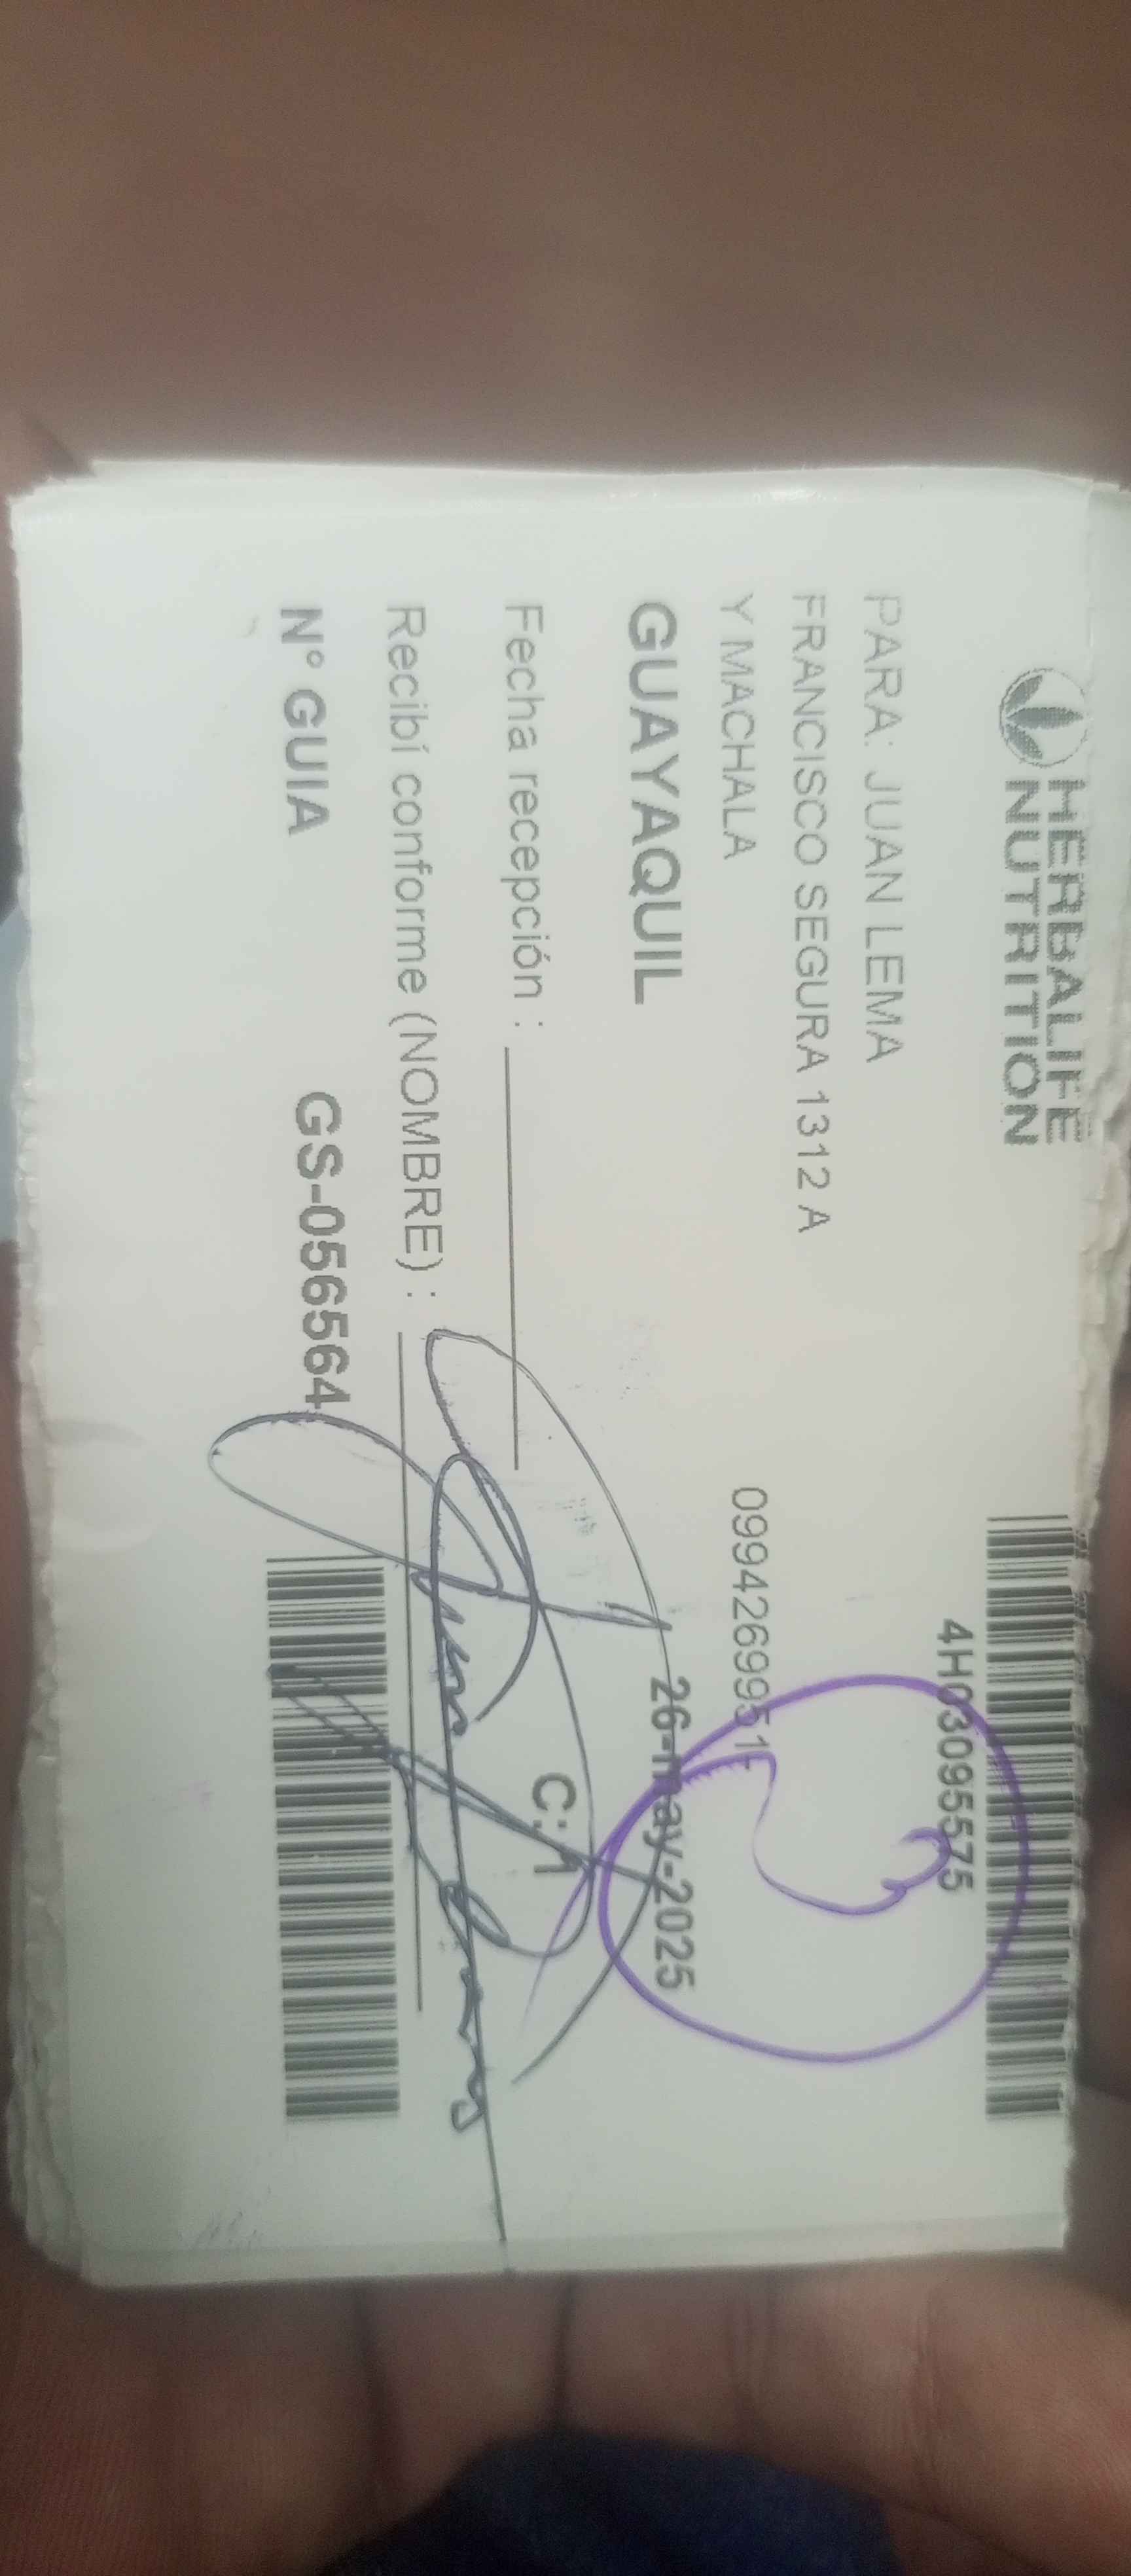 HERBALIFE
NUTRITION
4H03095575
PARA: JUAN LEMA
FRANCISCO SEGURA 1312 A
Y MACHALA
0994269951
GUAYAQUIL
26-may-2025
Fecha recepción :
C:1
Recibí conforme (NOMBRE) :
N° GUIA GS-056564